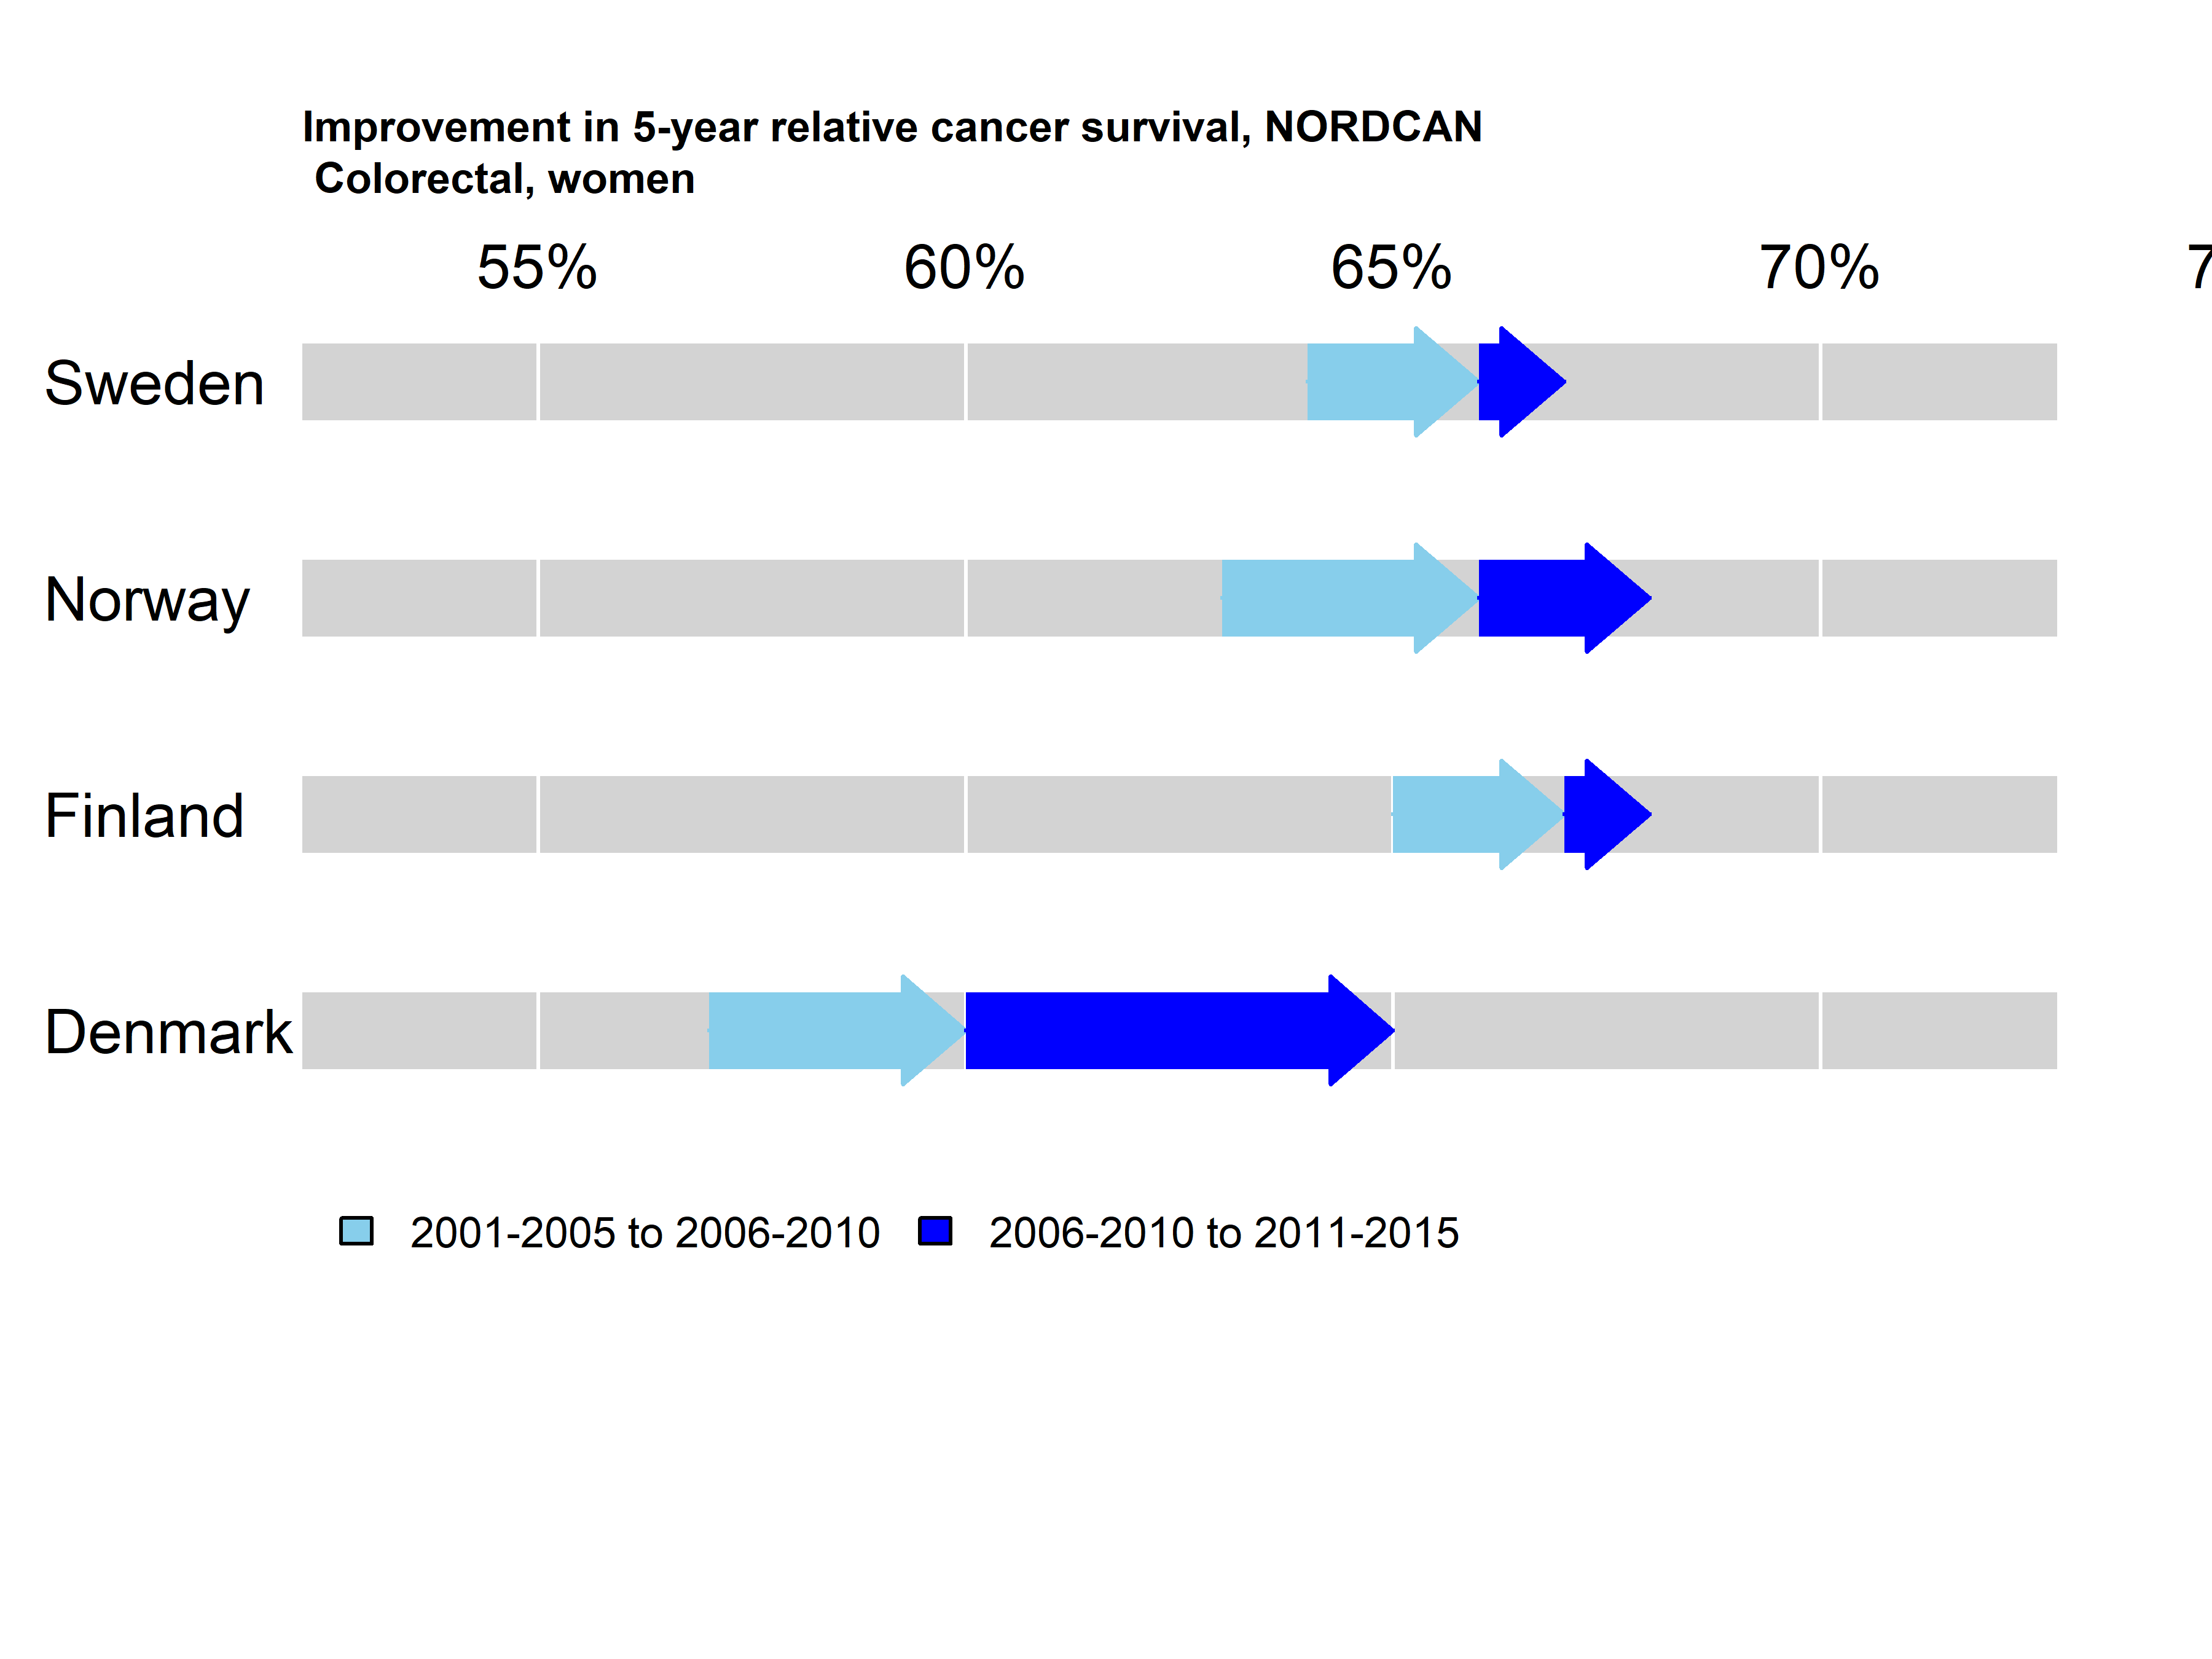 Improvement in 5-year relative cancer survival, NORDCAN
Colorectal, women
55% 60% 65% 70% 7
Sweden
Norway
Finland
Denmark
2001-2005 to 2006-2010 2006-2010 to 2011-2015